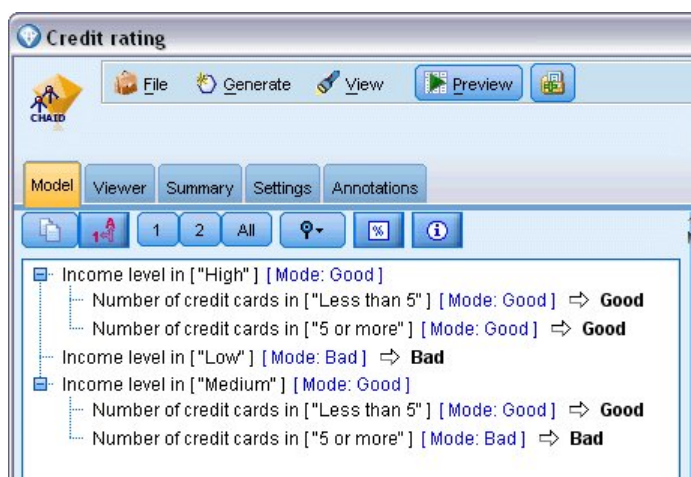 Credit rating
CHAID
File Generate View Preview
Model Viewer Summary Settings Annotations
1 2 All %
Income level in ["High"] [Mode: Good]
Number of credit cards in ["Less than 5"] [Mode: Good] ⇨ Good
Number of credit cards in ["5 or more"] [Mode: Good] ⇨ Good
Income level in ["Low"] [Mode: Bad] ⇨ Bad
Income level in ["Medium"] [Mode: Good]
Number of credit cards in ["Less than 5"] [Mode: Good] ⇨ Good
Number of credit cards in ["5 or more"] [Mode: Bad] ⇨ Bad